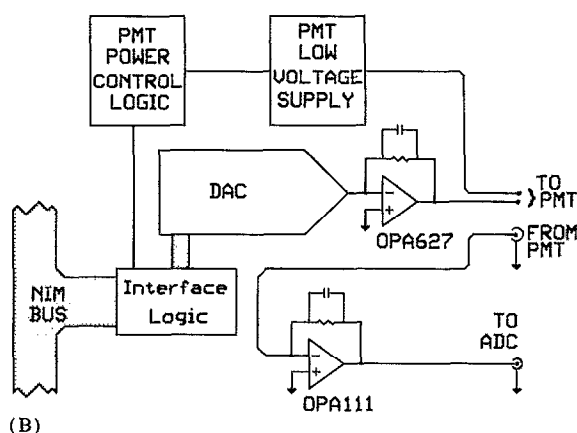 PMT
POWER
CONTROL
LOGIC
PMT
LOW
VOLTAGE
SUPPLY
DAC
OPA627
TO
PMT
FROM
PMT
NIM
BUS
Interface
Logic
OPA111
TO
ADC
(B)